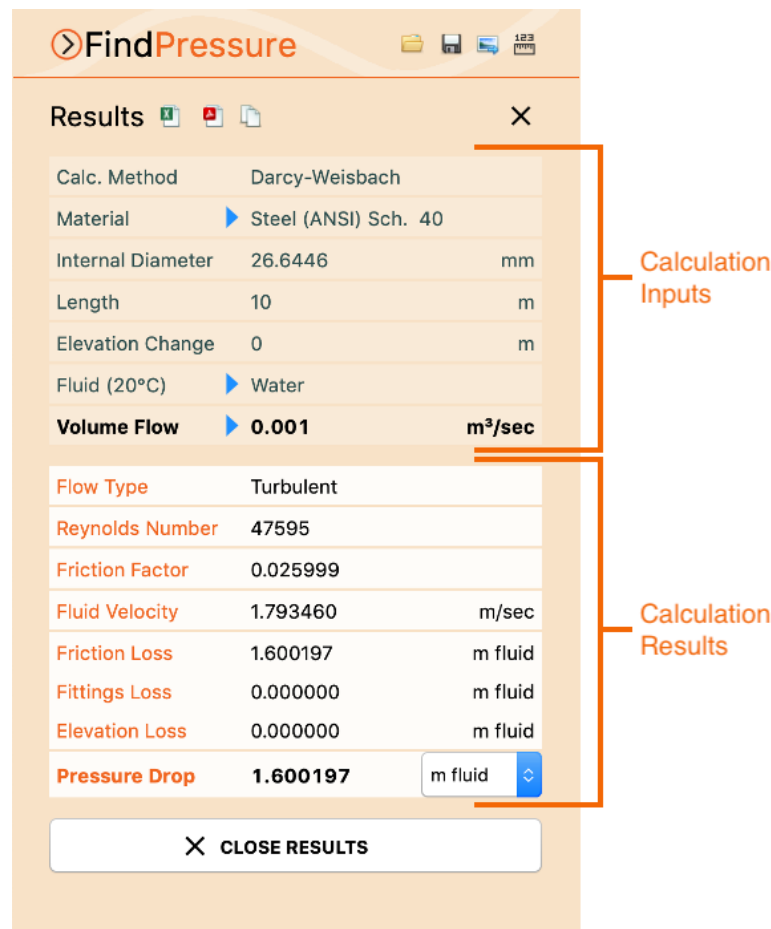 FindPressure
123
Results
Calc. Method Darcy-Weisbach
Material Steel (ANSI) Sch. 40
Internal Diameter 26.6446 mm
Length 10 m
Elevation Change 0 m
Fluid (20°C) Water
Volume Flow 0.001 m³/sec
Calculation
Inputs
Flow Type Turbulent
Reynolds Number 47595
Friction Factor 0.025999
Fluid Velocity 1.793460 m/sec
Friction Loss 1.600197 m fluid
Fittings Loss 0.000000 m fluid
Elevation Loss 0.000000 m fluid
Pressure Drop 1.600197 m fluid
Calculation
Results
CLOSE RESULTS